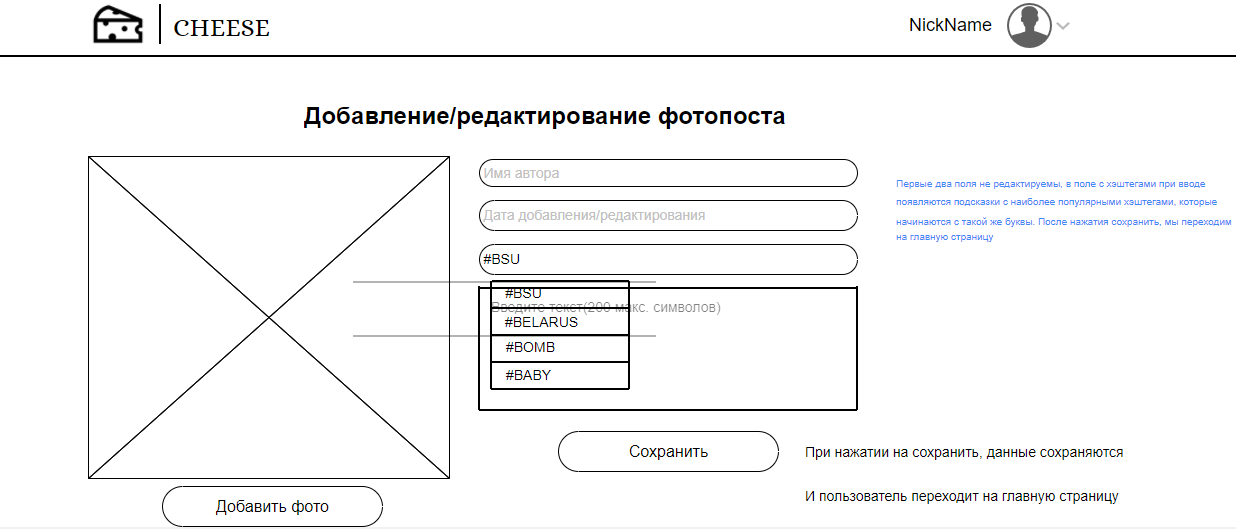 CHEESE
NickName
Добавление/редактирование фотопоста
Имя автора
Дата добавления/редактирования
#BSU
Первые два поля не редактируемы, в поле с хэштегами при вводе
появляются подсказки с наиболее популярными хэштегами, которые
начинаются с такой же буквы. После нажатия сохранить, мы переходим
на главную страницу
#BSU
Введите текст(200 макс. символов)
#BELARUS
#BOMB
#BABY
Сохранить
При нажатии на сохранить, данные сохраняются
И пользователь переходит на главную страницу
Добавить фото